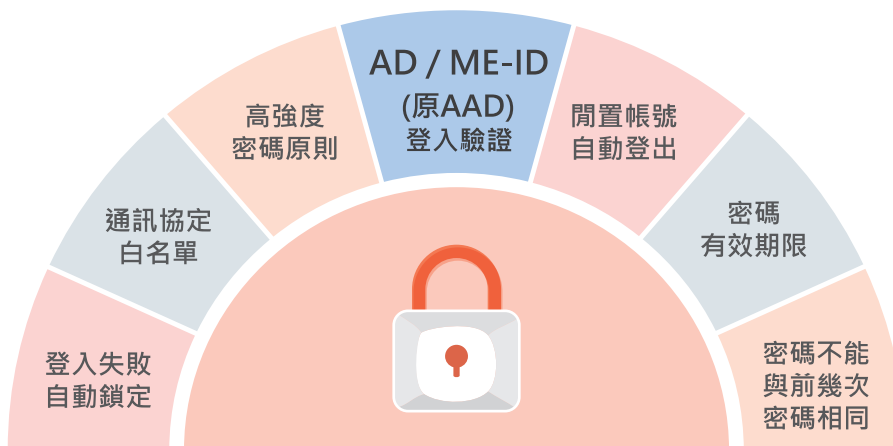 登入失敗
自動鎖定
通訊協定
白名單
高強度
密碼原則
AD / ME-ID
(原AAD)
登入驗證
閒置帳號
自動登出
密碼
有效期限
密碼不能
與前幾次
密碼相同